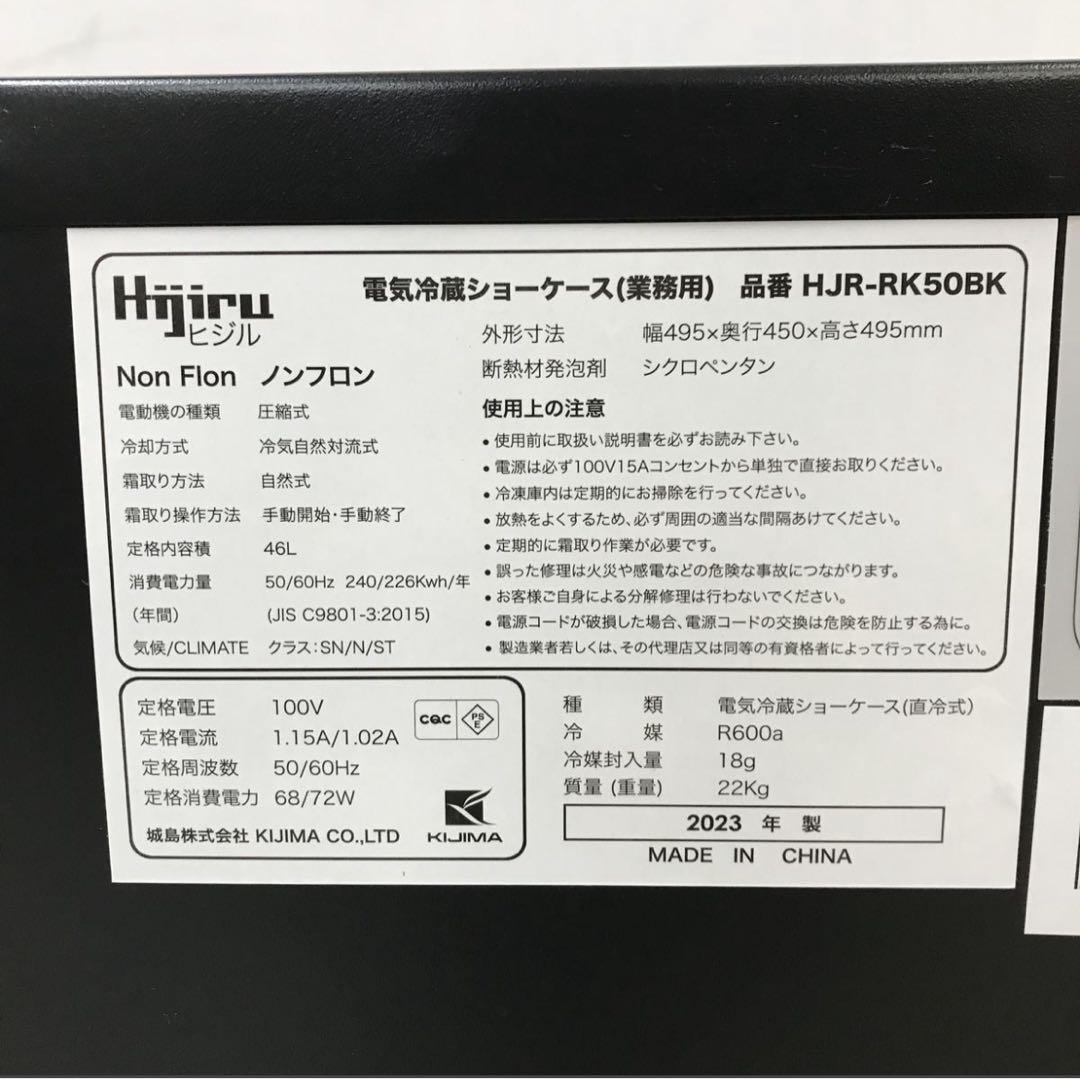 Hijiru
ヒジル
電気冷蔵ショーケース(業務用) 品番 HJR-RK50BK
外形寸法 幅495×奥行450×高さ495mm
断熱材発泡剤 シクロペンタン
Non Flon ノンフロン
電動機の種類 圧縮式
冷却方式 冷気自然対流式
霜取り方法 自然式
霜取り操作方法 手動開始・手動終了
定格内容積 46L
消費電力量 50/60Hz 240/226Kwh/年
(年間) (JIS C9801-3:2015)
気候/CLIMATE クラス:SN/N/ST
使用上の注意
• 使用前に取扱い説明書を必ずお読み下さい。
• 電源は必ず100V15Aコンセントから単独で直接お取りください。
• 冷凍庫内は定期的にお掃除を行ってください。
• 放熱をよくするため、必ず周囲の適当な間隔あけてください。
• 定期的に霜取り作業が必要です。
• 誤った修理は火災や感電などの危険な事故につながります。
• お客様ご自身による分解修理は行わないでください。
• 電源コードが破損した場合、電源コードの交換は危険を防止する為に。
• 製造業者若しくは、その代理店又は同等の有資格者によって行ってください。
定格電圧 100V
定格電流 1.15A/1.02A
定格周波数 50/60Hz
定格消費電力 68/72W
CQC PSE
城島株式会社 KIJIMA CO.,LTD
KIJIMA
種類 電気冷蔵ショーケース(直冷式)
冷媒 R600a
冷媒封入量 18g
質量 (重量) 22Kg
2023 年 製
MADE IN CHINA